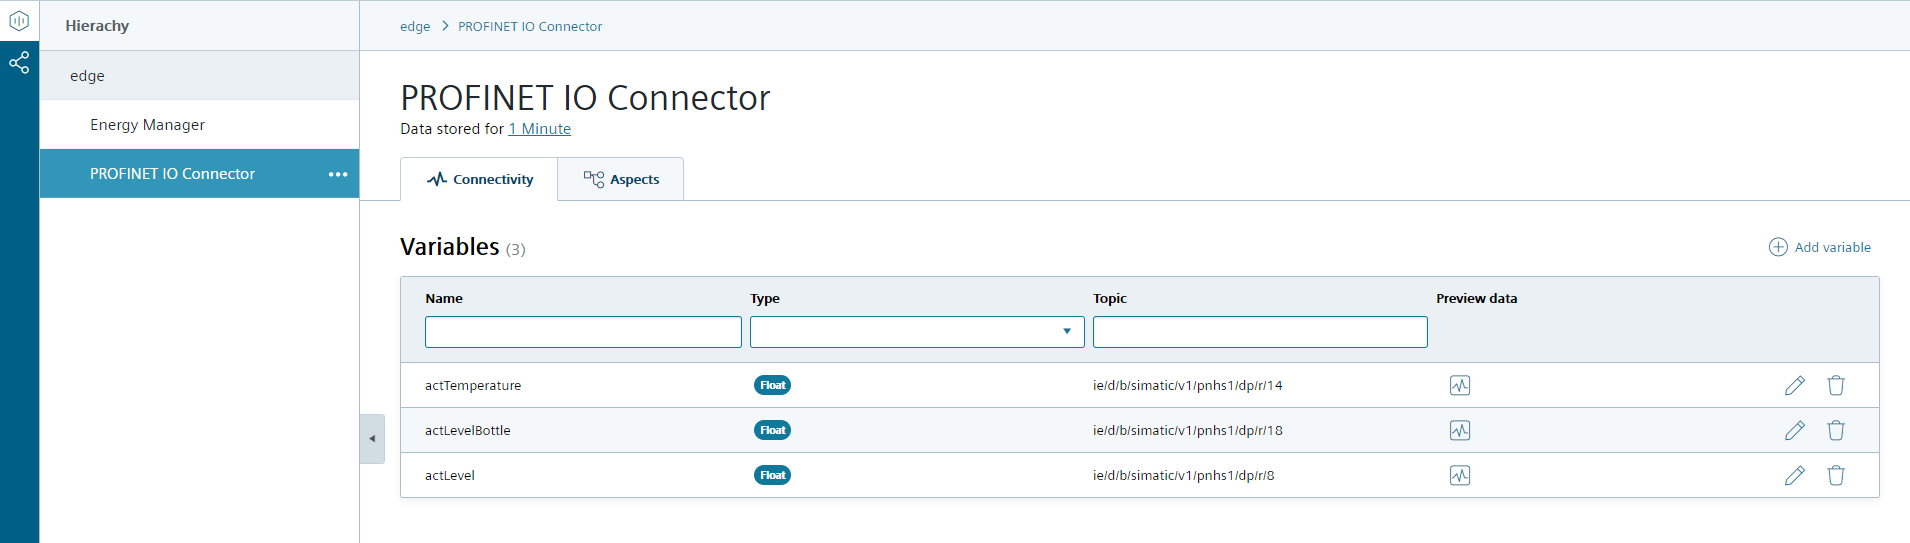 Hierachy
edge
Energy Manager
PROFINET IO Connector
edge > PROFINET IO Connector
PROFINET IO Connector
Data stored for 1 Minute
Connectivity Aspects
Variables (3)
Add variable
Name Type Topic Preview data
actTemperature Float ie/d/b/simatic/v1/pnhs1/dp/r/14
actLevelBottle Float ie/d/b/simatic/v1/pnhs1/dp/r/18
actLevel Float ie/d/b/simatic/v1/pnhs1/dp/r/8